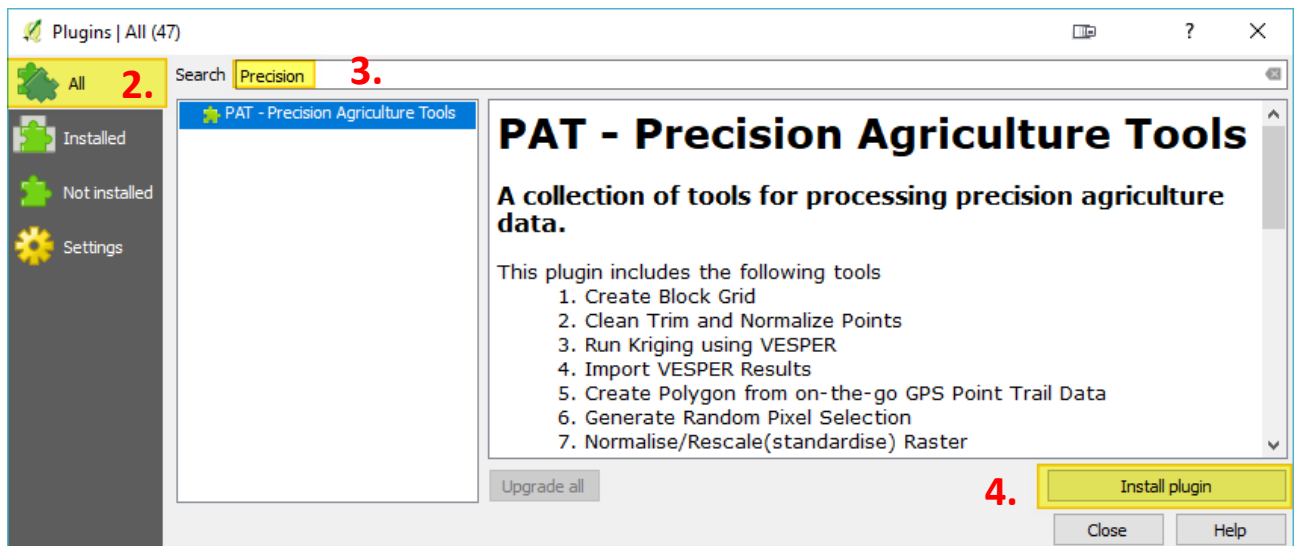 Plugins | All (47)
?
All
2.
Search
Precision
3.
PAT - Precision Agriculture Tools
Installed
Not installed
Settings
PAT - Precision Agriculture Tools
A collection of tools for processing precision agriculture
data.
This plugin includes the following tools
1. Create Block Grid
2. Clean Trim and Normalize Points
3. Run Kriging using VESPER
4. Import VESPER Results
5. Create Polygon from on-the-go GPS Point Trail Data
6. Generate Random Pixel Selection
7. Normalise/Rescale(standardise) Raster
Upgrade all
4.
Install plugin
Close
Help